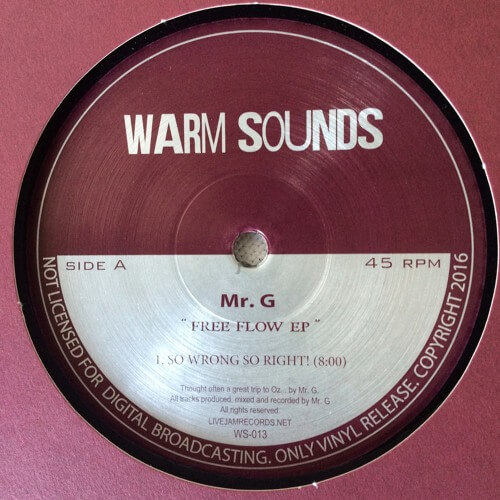 WARM SOUNDS
SIDE A
45 RPM
Mr. G
"FREE FLOW EP"
1. SO WRONG SO RIGHT! (8:00)
Thought often a great trip to Oz... by Mr. G.
All tracks produced, mixed and recorded by Mr. G
All rights reserved.
LIVEJAMRECORDS.NET
WS-013
NOT LICENSED FOR DIGITAL BROADCASTING. ONLY VINYL RELEASE. COPYRIGHT 2016